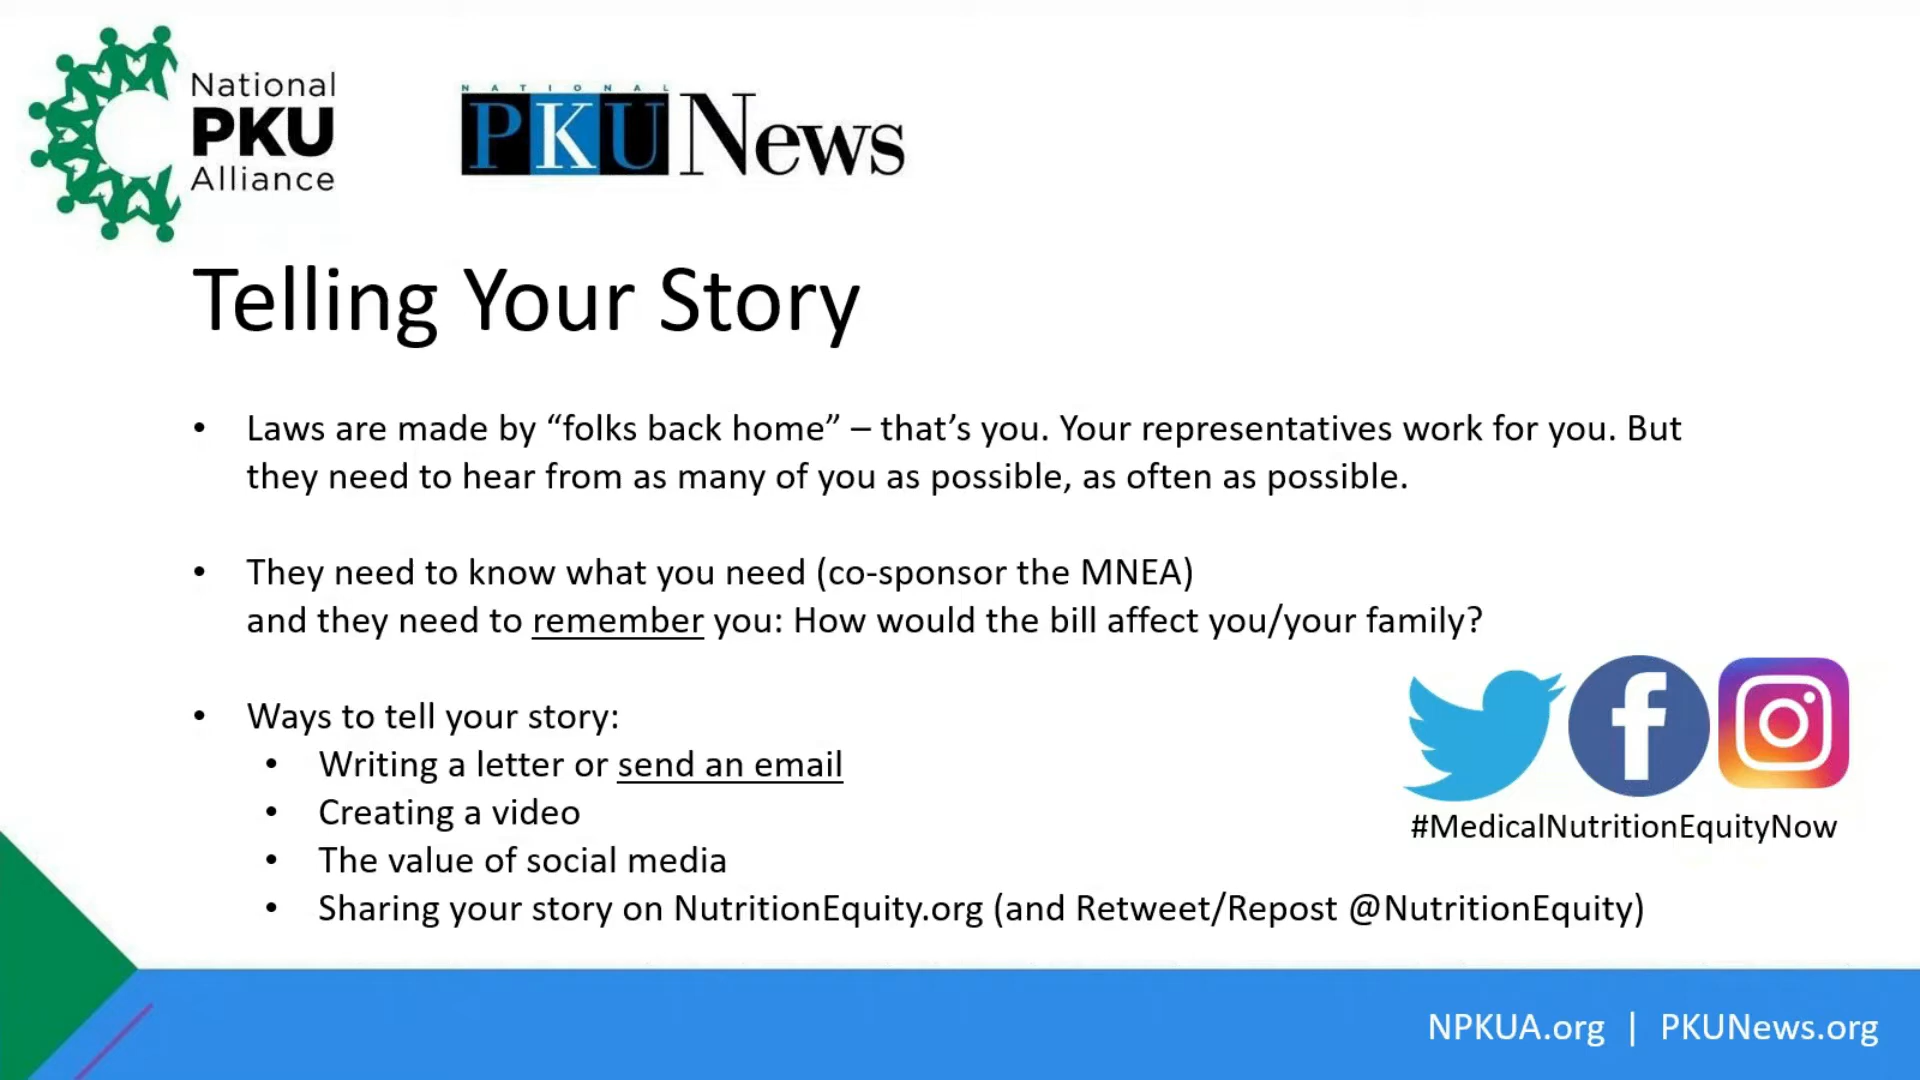 National
PKU
Alliance
NATIONAL
PKU News
Telling Your Story
• Laws are made by “folks back home” – that’s you. Your representatives work for you. But
they need to hear from as many of you as possible, as often as possible.
• They need to know what you need (co-sponsor the MNEA)
and they need to remember you: How would the bill affect you/your family?
• Ways to tell your story:
• Writing a letter or send an email
• Creating a video
• The value of social media
• Sharing your story on NutritionEquity.org (and Retweet/Repost @NutritionEquity)
#MedicalNutritionEquityNow
NPKUA.org | PKUNews.org